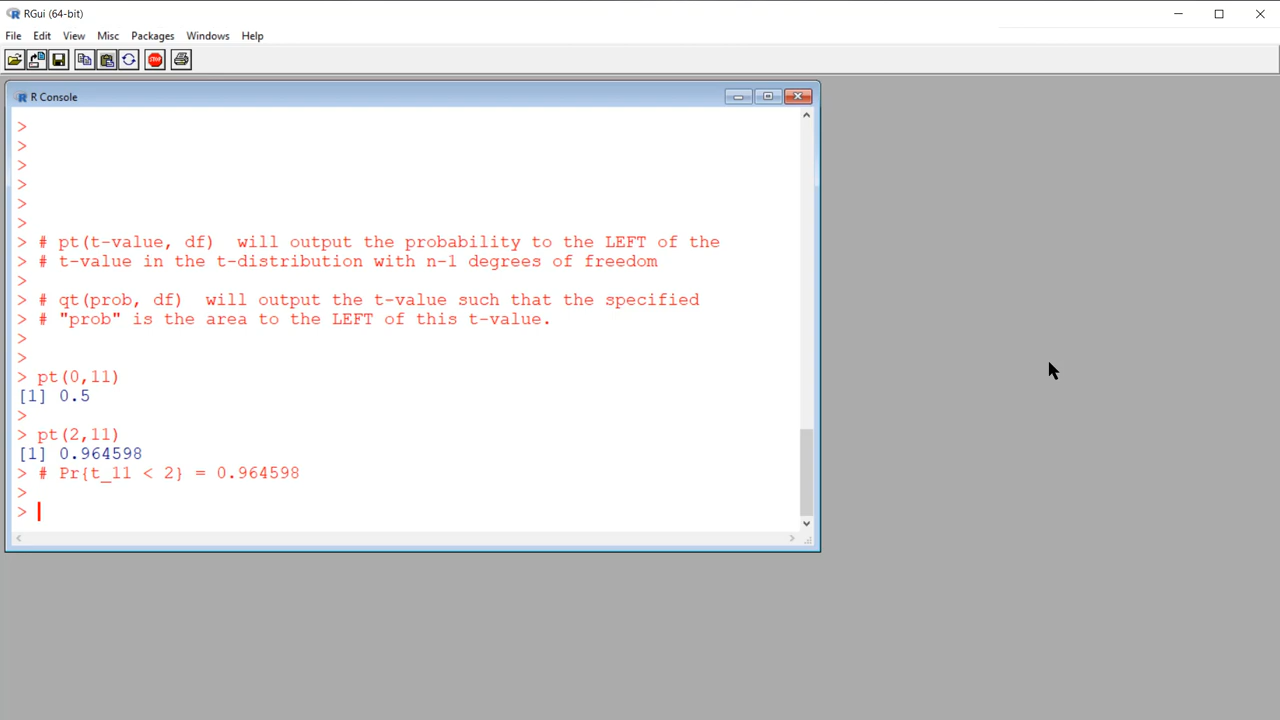 RGui (64-bit)
File Edit View Misc Packages Windows Help
STOP
R Console
>
>
>
>
>
>
> # pt(t-value, df)  will output the probability to the LEFT of the
> # t-value in the t-distribution with n-1 degrees of freedom
>
> # qt(prob, df)  will output the t-value such that the specified
> # "prob" is the area to the LEFT of this t-value.
>
>
> pt(0,11)
[1] 0.5
>
> pt(2,11)
[1] 0.964598
> # Pr{t_11 < 2} = 0.964598
>
>